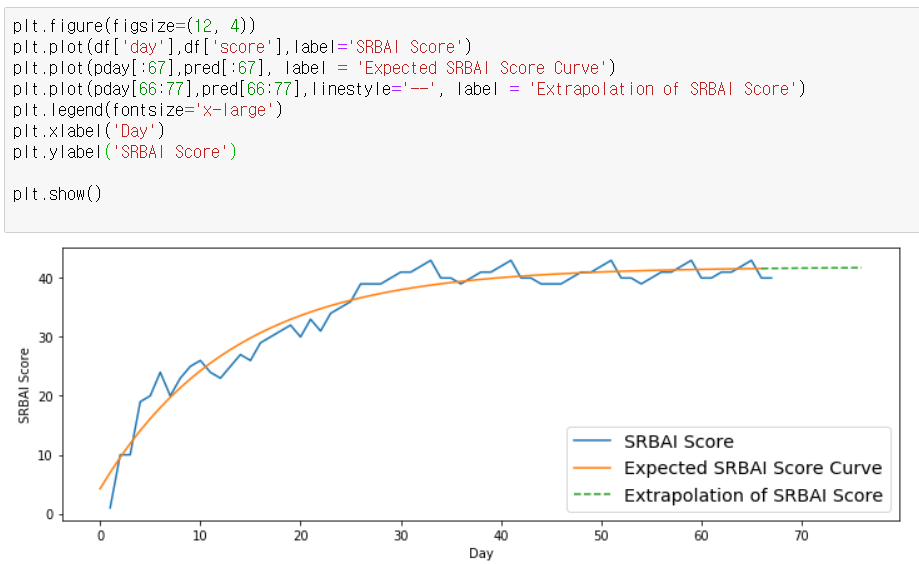 plt.figure(figsize=(12, 4))
plt.plot(df['day'],df['score'],label='SRBAI Score')
plt.plot(pday[:67],pred[:67], label = 'Expected SRBAI Score Curve')
plt.plot(pday[66:77],pred[66:77],linestyle='--', label = 'Extrapolation of SRBAI Score')
plt.legend(fontsize='x-large')
plt.xlabel('Day')
plt.ylabel('SRBAI Score')
plt.show()
40
30
20
10
0
SRBAI Score
SRBAI Score
Expected SRBAI Score Curve
Extrapolation of SRBAI Score
0 10 20 30 40 50 60 70
Day